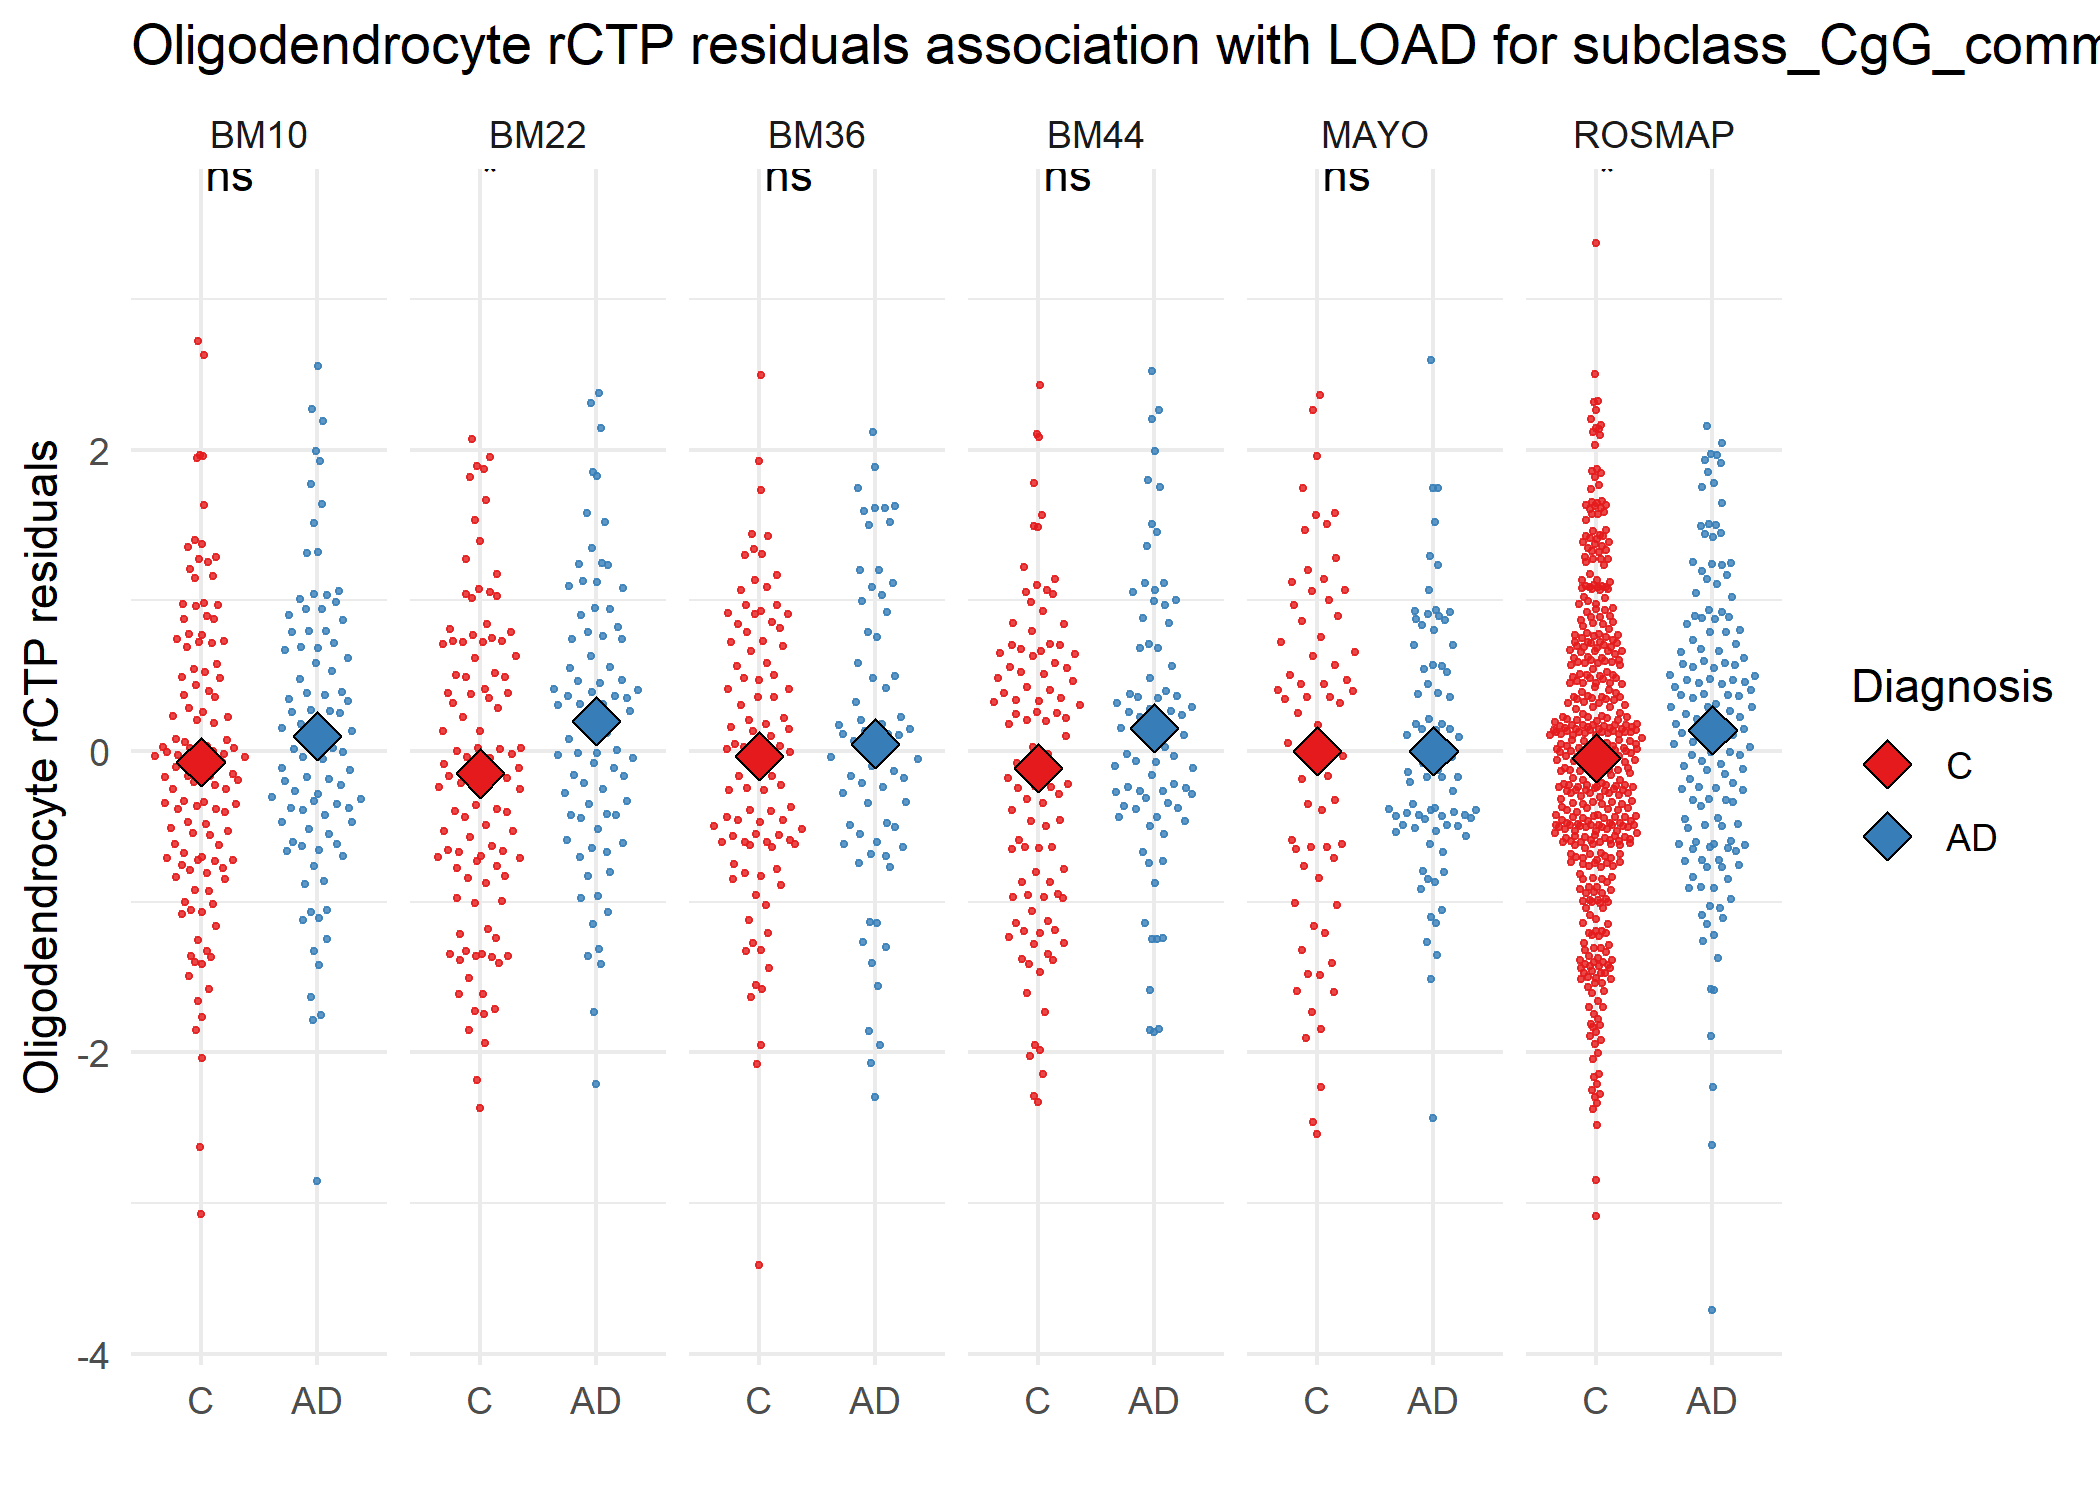 Oligodendrocyte rCTP residuals association with LOAD for subclass_CgG_comm
BM10 BM22 BM36 BM44 MAYO ROSMAP
ns * ns ns ns *
Oligodendrocyte rCTP residuals
2
0
-2
-4
C AD C AD C AD C AD C AD C AD
Diagnosis
C
AD